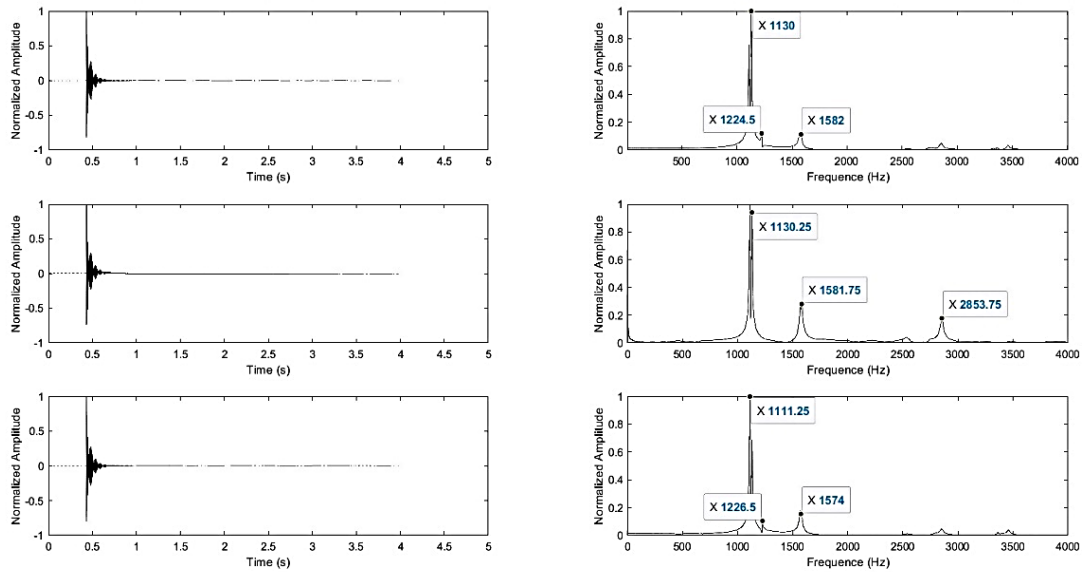 Normalized Amplitude
1
0.5
0
-0.5
-1
0 0.5 1 1.5 2 2.5 3 3.5 4 4.5 5
Time (s)
Normalized Amplitude
1
0.8
0.6
0.4
0.2
0
X 1130
X 1224.5
X 1582
500 1000 1500 2000 2500 3000 3500 4000
Frequence (Hz)
Normalized Amplitude
1
0.5
0
-0.5
-1
0 0.5 1 1.5 2 2.5 3 3.5 4 4.5 5
Time (s)
Normalized Amplitude
1
0.8
0.6
0.4
0.2
0
X 1130.25
X 1581.75
X 2853.75
0 500 1000 1500 2000 2500 3000 3500 4000
Frequence (Hz)
Normalized Amplitude
1
0.5
0
-0.5
-1
0 0.5 1 1.5 2 2.5 3 3.5 4 4.5 5
Time (s)
Normalized Amplitude
1
0.8
0.6
0.4
0.2
0
X 1111.25
X 1226.5
X 1574
0 500 1000 1500 2000 2500 3000 3500 4000
Frequence (Hz)